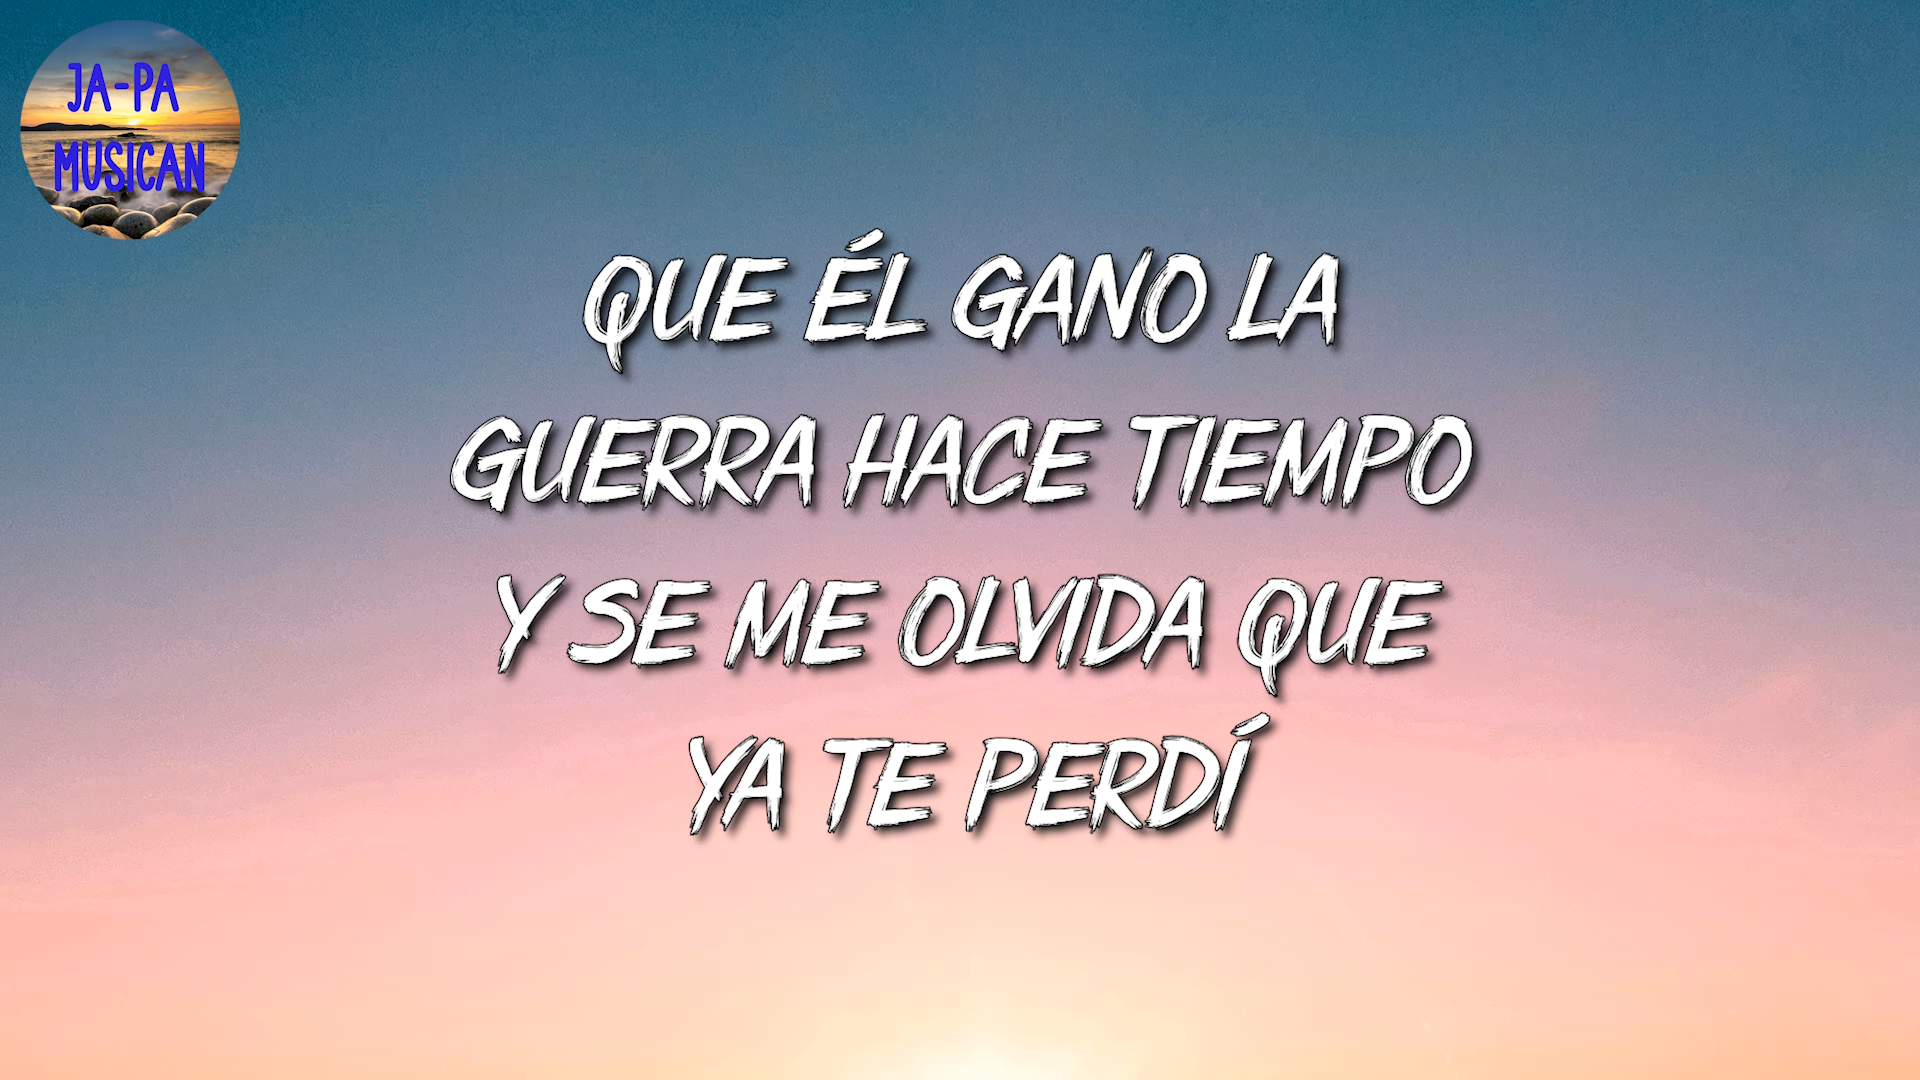 JA-PA
MUSICAN
QUE ÉL GANO LA
GUERRA HACE TIEMPO
Y SE ME OLVIDA QUE
YA TE PERDÍ